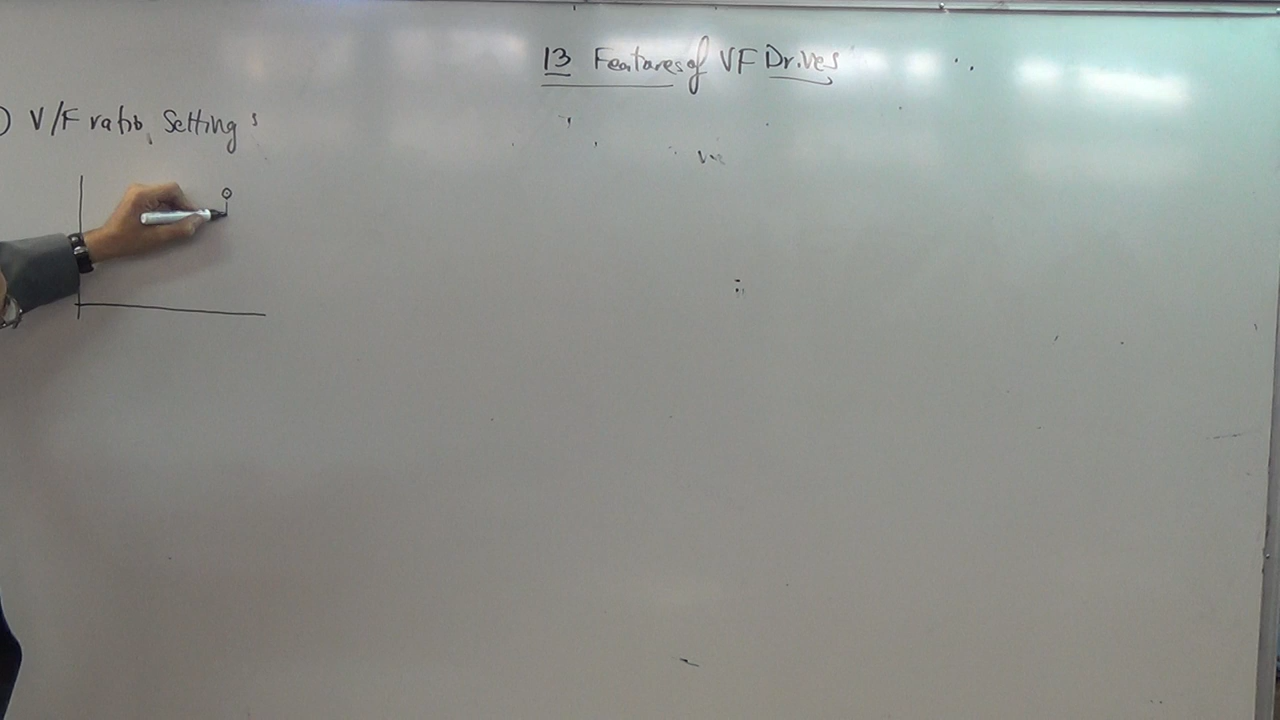 13 Features of VF Drives
) V/F ratio Setting :